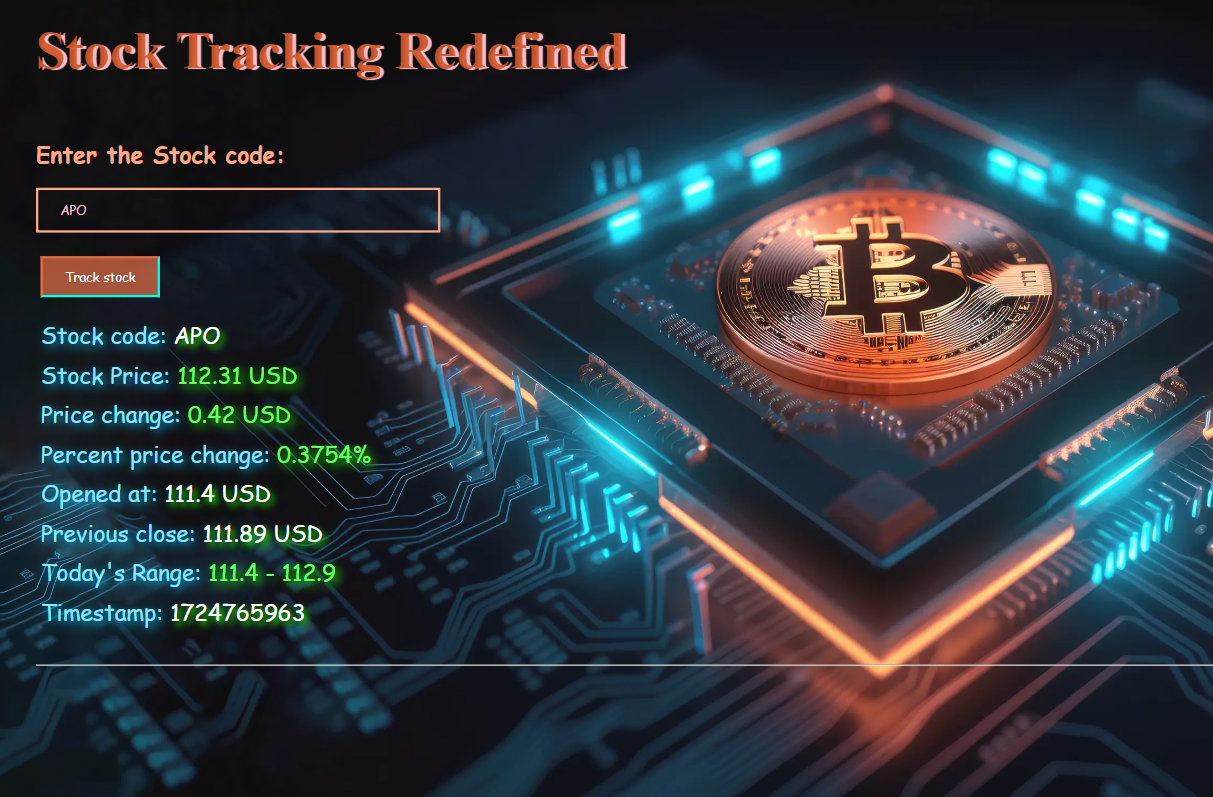 Stock Tracking Redefined
Enter the Stock code:
APO
Track stock
Stock code: APO
Stock Price: 112.31 USD
Price change: 0.42 USD
Percent price change: 0.3754%
Opened at: 111.4 USD
Previous close: 111.89 USD
Today's Range: 111.4 - 112.9
Timestamp: 1724765963